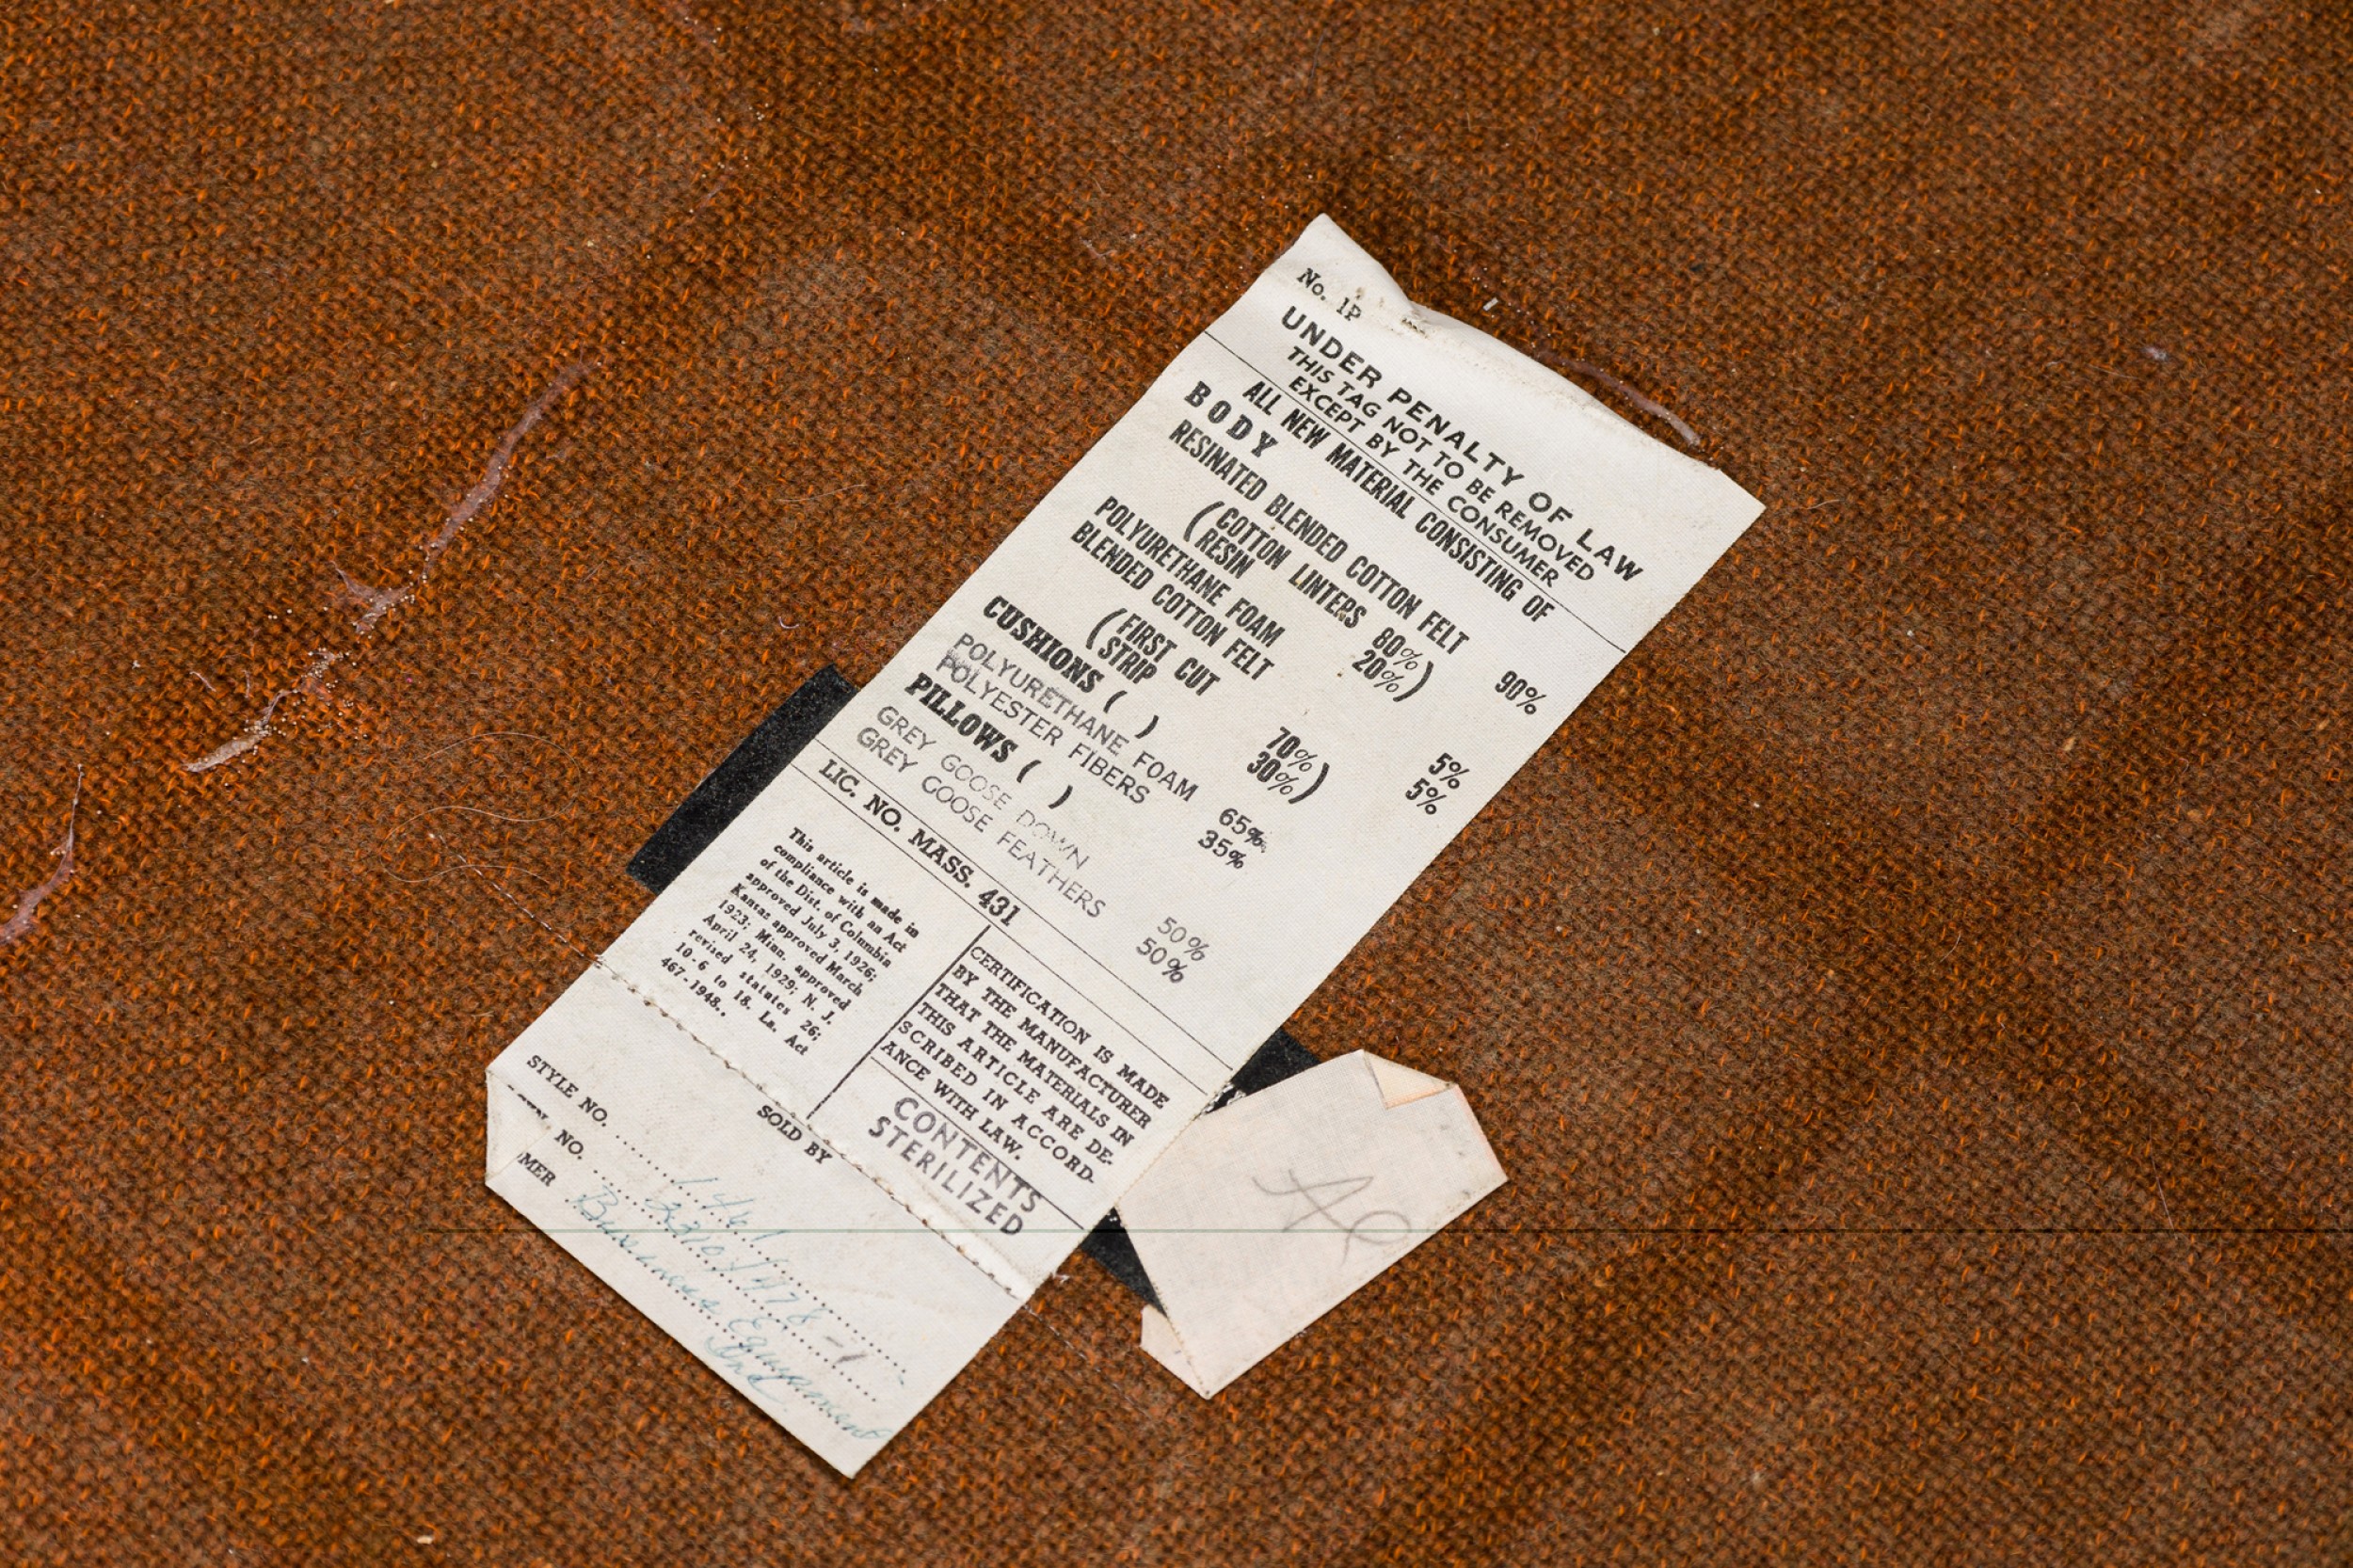 No. 1P
UNDER PENALTY OF LAW
THIS TAG NOT TO BE REMOVED
EXCEPT BY THE CONSUMER
ALL NEW MATERIAL CONSISTING OF
BODY
RESINATED BLENDED COTTON FELT 90%
(COTTON LINTERS 80%)
(RESIN 20%)
POLYURETHANE FOAM 5%
BLENDED COTTON FELT 5%
(FIRST CUT 70%)
(STRIP 30%)
CUSHIONS ( )
POLYURETHANE FOAM 65%
POLYESTER FIBERS 35%
PILLOWS ( )
GREY GOOSE DOWN 50%
GREY GOOSE FEATHERS 50%
LIC. NO. MASS. 431
This article is made in
compliance with an Act
of the Dist. of Columbia
approved July 3, 1926;
Kansas approved March
1923; Minn. approved
April 24, 1929; N. J.
revised statutes 26;
10-6 to 18. La. Act
467-1948..
CERTIFICATION IS MADE
BY THE MANUFACTURER
THAT THE MATERIALS IN
THIS ARTICLE ARE DE-
SCRIBED IN ACCORD-
ANCE WITH LAW.
CONTENTS
STERILIZED
SOLD BY
STYLE NO. 1461
NO.
MER Business Equipment